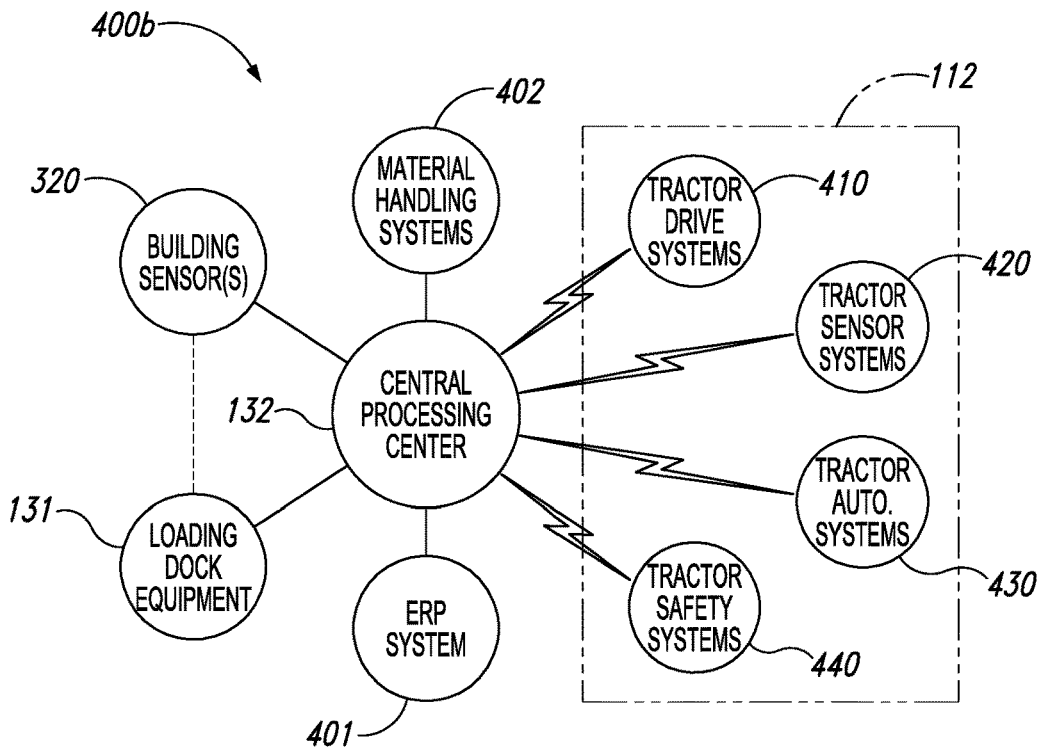 400b
402
112
320
MATERIAL
HANDLING
SYSTEMS
TRACTOR
DRIVE
SYSTEMS
410
BUILDING
SENSOR(S)
TRACTOR
SENSOR
SYSTEMS
420
132
CENTRAL
PROCESSING
CENTER
131
LOADING
DOCK
EQUIPMENT
TRACTOR
AUTO.
SYSTEMS
430
ERP
SYSTEM
401
TRACTOR
SAFETY
SYSTEMS
440